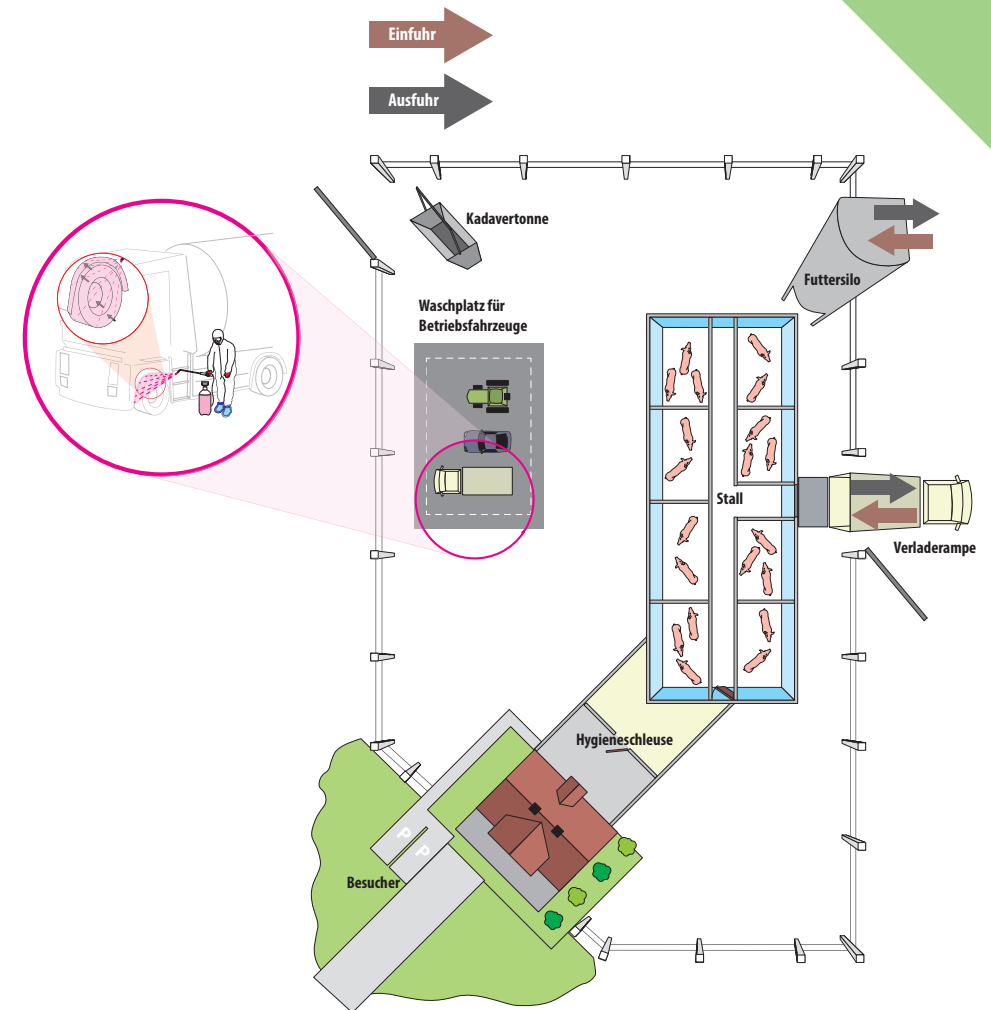 Einfuhr
Ausfuhr
Kadavertonne
Futtersilo
Waschplatz für
Betriebsfahrzeuge
Stall
Verladerampe
Hygieneschleuse
P
P
Besucher